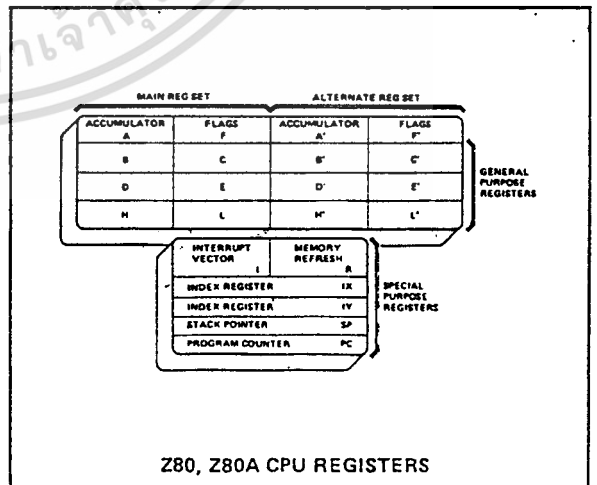 MAIN REG SET ALTERNATE REG SET
ACCUMULATOR FLAGS ACCUMULATOR FLAGS
A F A' F'
B C B' C'
D E D' E'
H L H' L'
GENERAL
PURPOSE
REGISTERS
INTERRUPT MEMORY
VECTOR REFRESH
I R
INDEX REGISTER IX
INDEX REGISTER IY
STACK POINTER SP
PROGRAM COUNTER PC
SPECIAL
PURPOSE
REGISTERS
Z80, Z80A CPU REGISTERS